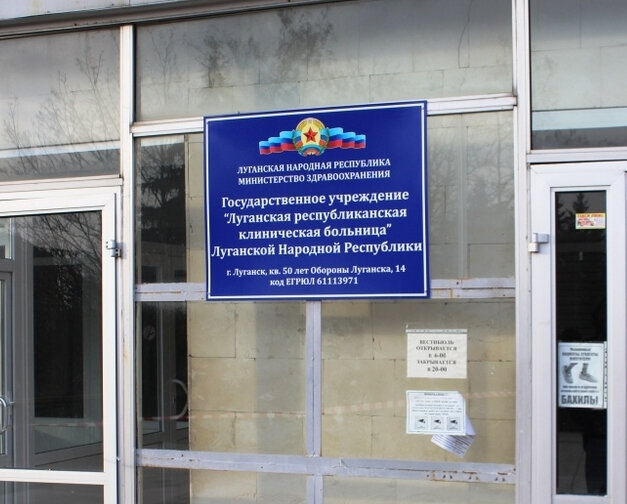 ЛУГАНСКАЯ НАРОДНАЯ РЕСПУБЛИКА
МИНИСТЕРСТВО ЗДРАВООХРАНЕНИЯ
Государственное учреждение
“Луганская республиканская
клиническая больница”
Луганской Народной Республики
г. Луганск, кв. 50 лет Обороны Луганска, 14
код ЕГРЮЛ 61113971
ВЕСТИБЮЛЬ
ОТКРЫВАЕТСЯ
в 6-00
ЗАКРЫВАЕТСЯ
в 20-00
БАХИЛЫ